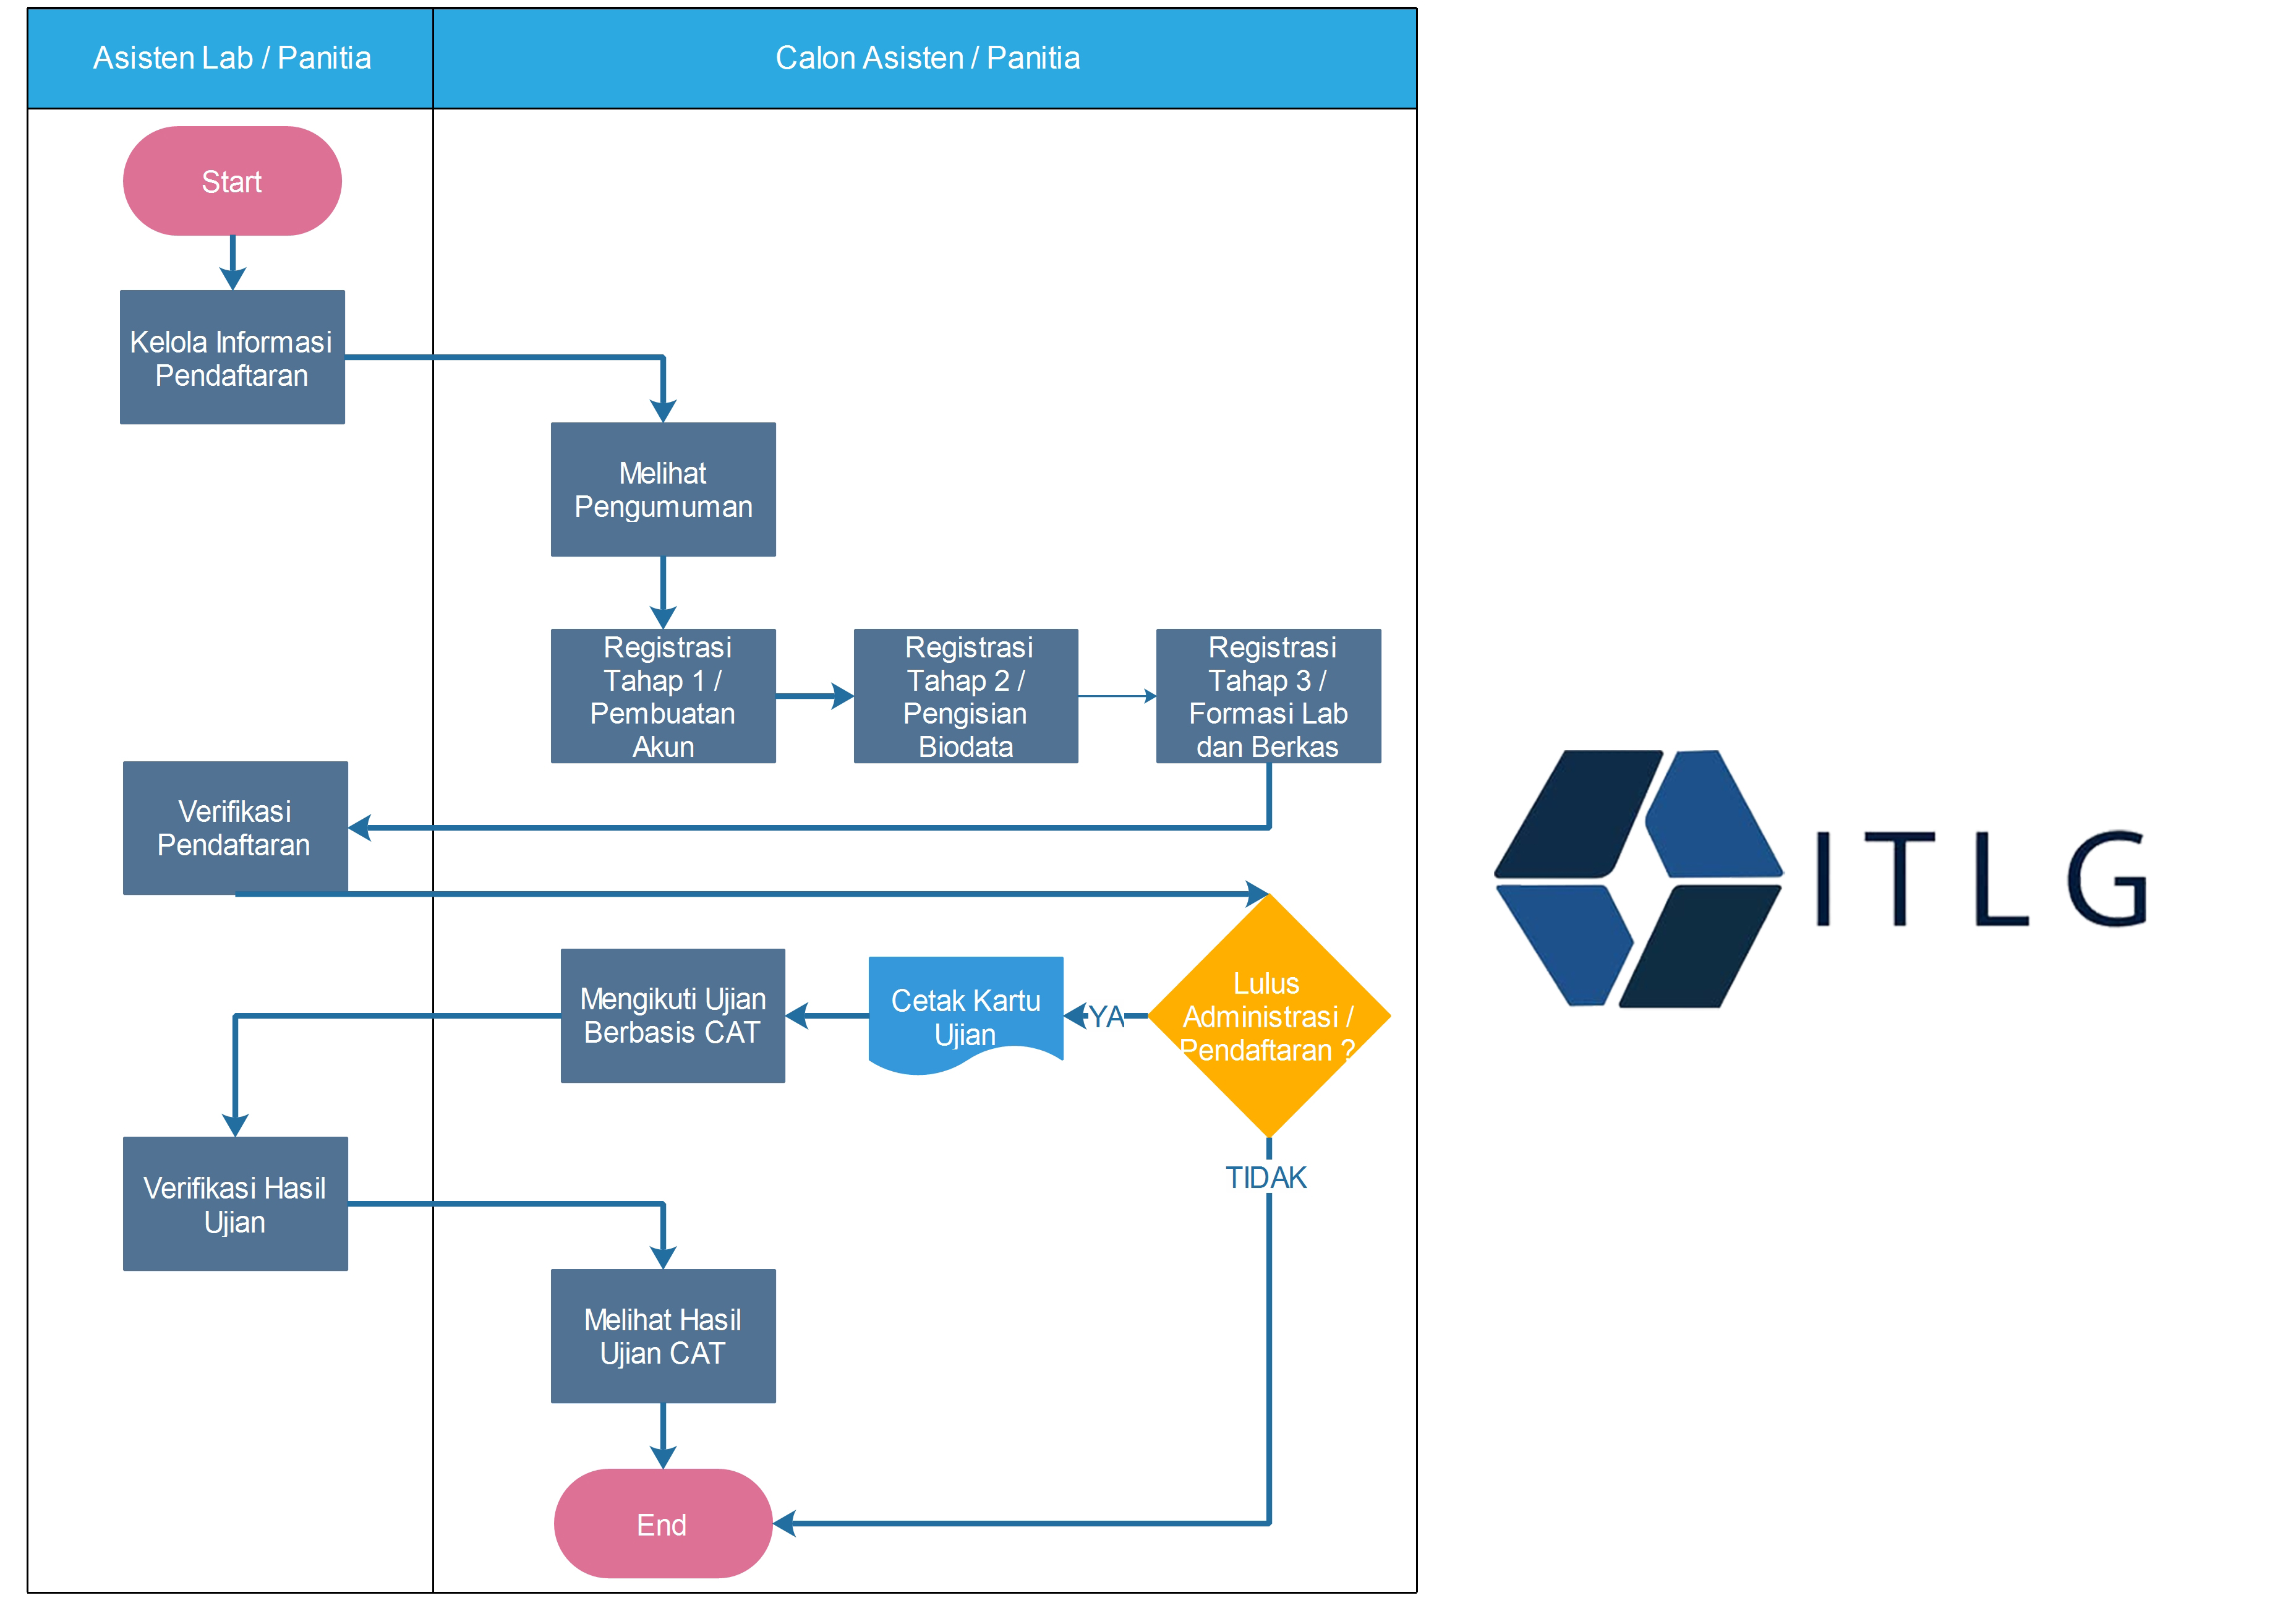 Asisten Lab / Panitia
Calon Asisten / Panitia
Start
Kelola Informasi
Pendaftaran
Melihat
Pengumuman
Registrasi
Tahap 1 /
Pembuatan
Akun
Registrasi
Tahap 2 /
Pengisian
Biodata
Registrasi
Tahap 3 /
Formasi Lab
dan Berkas
Verifikasi
Pendaftaran
Lulus
Administrasi /
Pendaftaran ?
YA
Cetak Kartu
Ujian
Mengikuti Ujian
Berbasis CAT
TIDAK
Verifikasi Hasil
Ujian
Melihat Hasil
Ujian CAT
End
ITLG